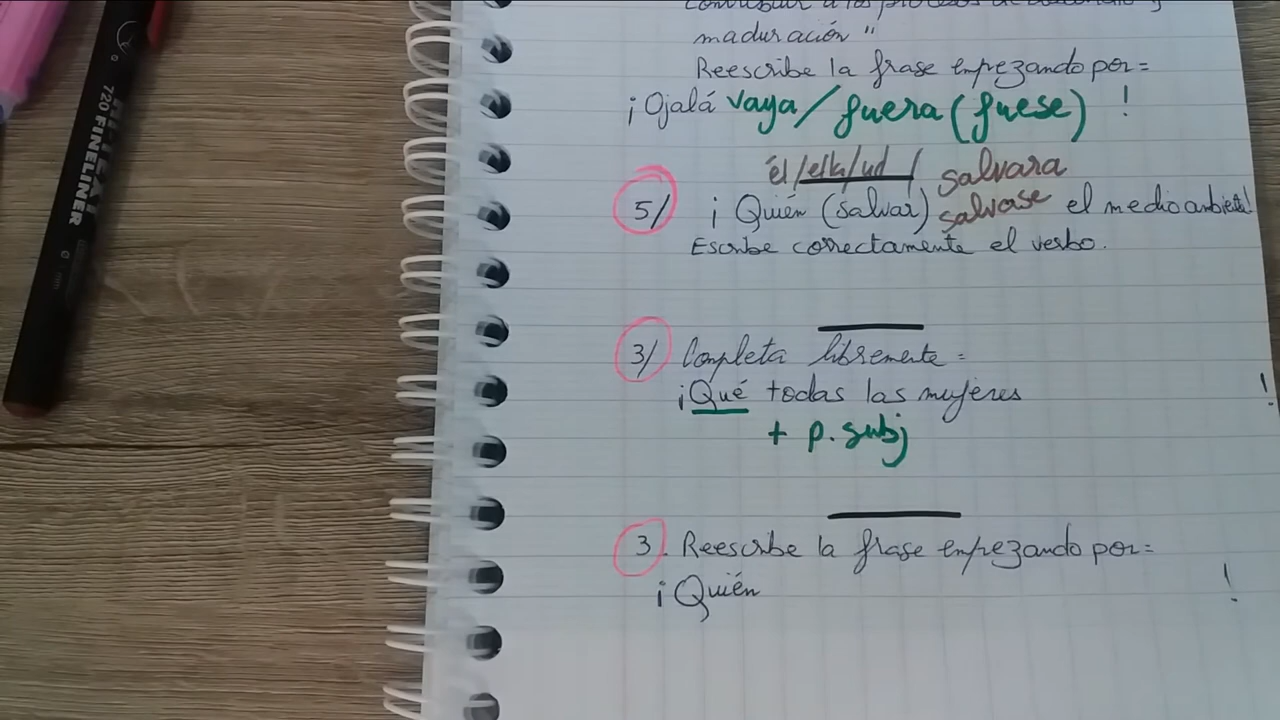 maduración"
Reescribe la frase empezando por=
¡Ojalá vaya/fuera (fuese) !
él/ella/ud/ salvara
5/ ¡Quién (salvar) salvase el medio ambiente!
Escribe correctamente el verbo.
3/ Completa libremente =
¡Qué todas las mujeres !
+ p. subj
3. Reescribe la frase empezando por=
¡Quién !
720 FINELINER